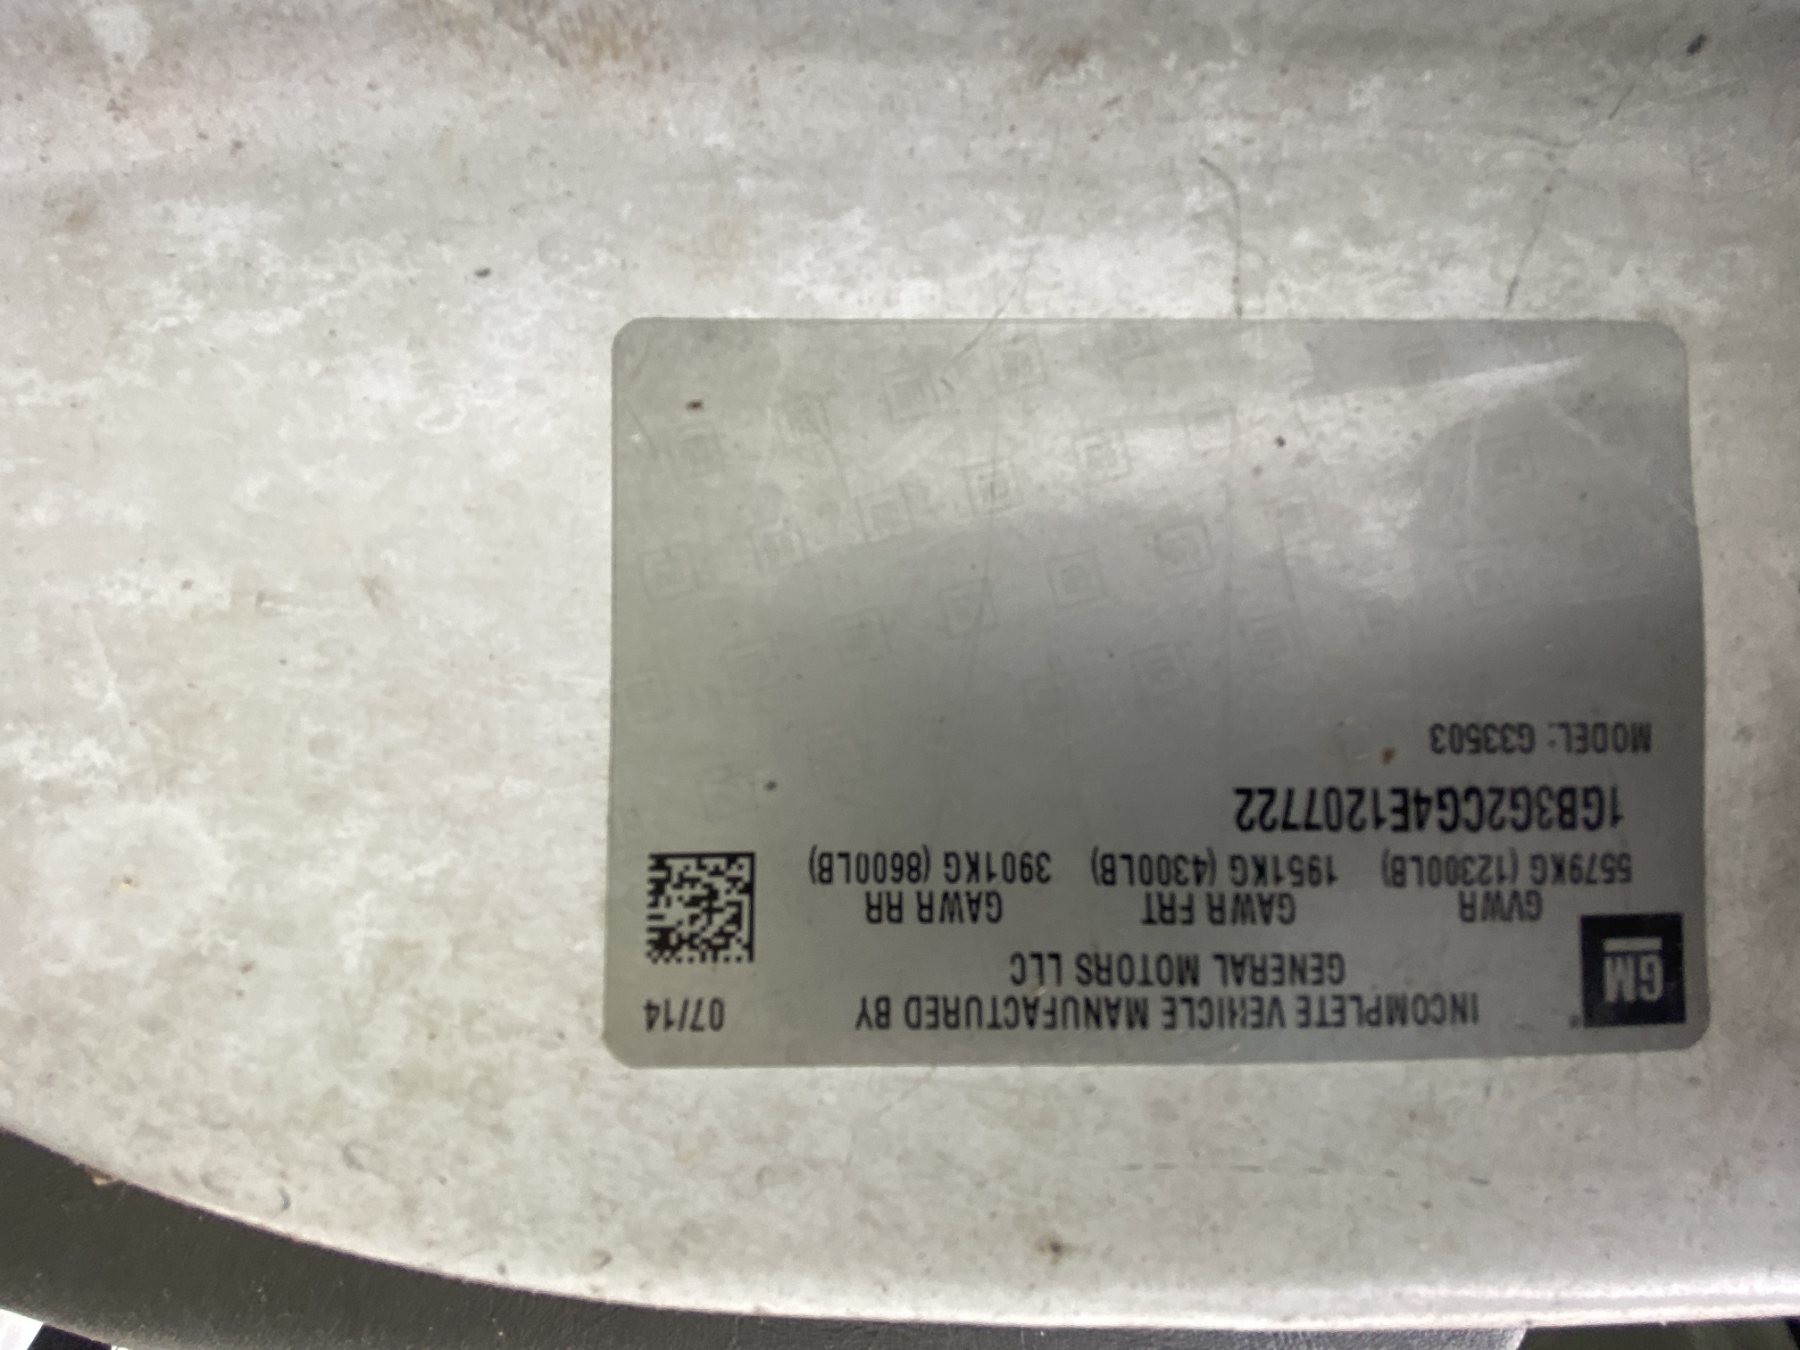 GM
INCOMPLETE VEHICLE MANUFACTURED BY
07/14
GENERAL MOTORS LLC
GVWR GAWR FRT GAWR RR
5579KG (12300LB) 1951KG (4300LB) 3901KG (8600LB)
1GB3G2CG4E1207722
MODEL: G33503